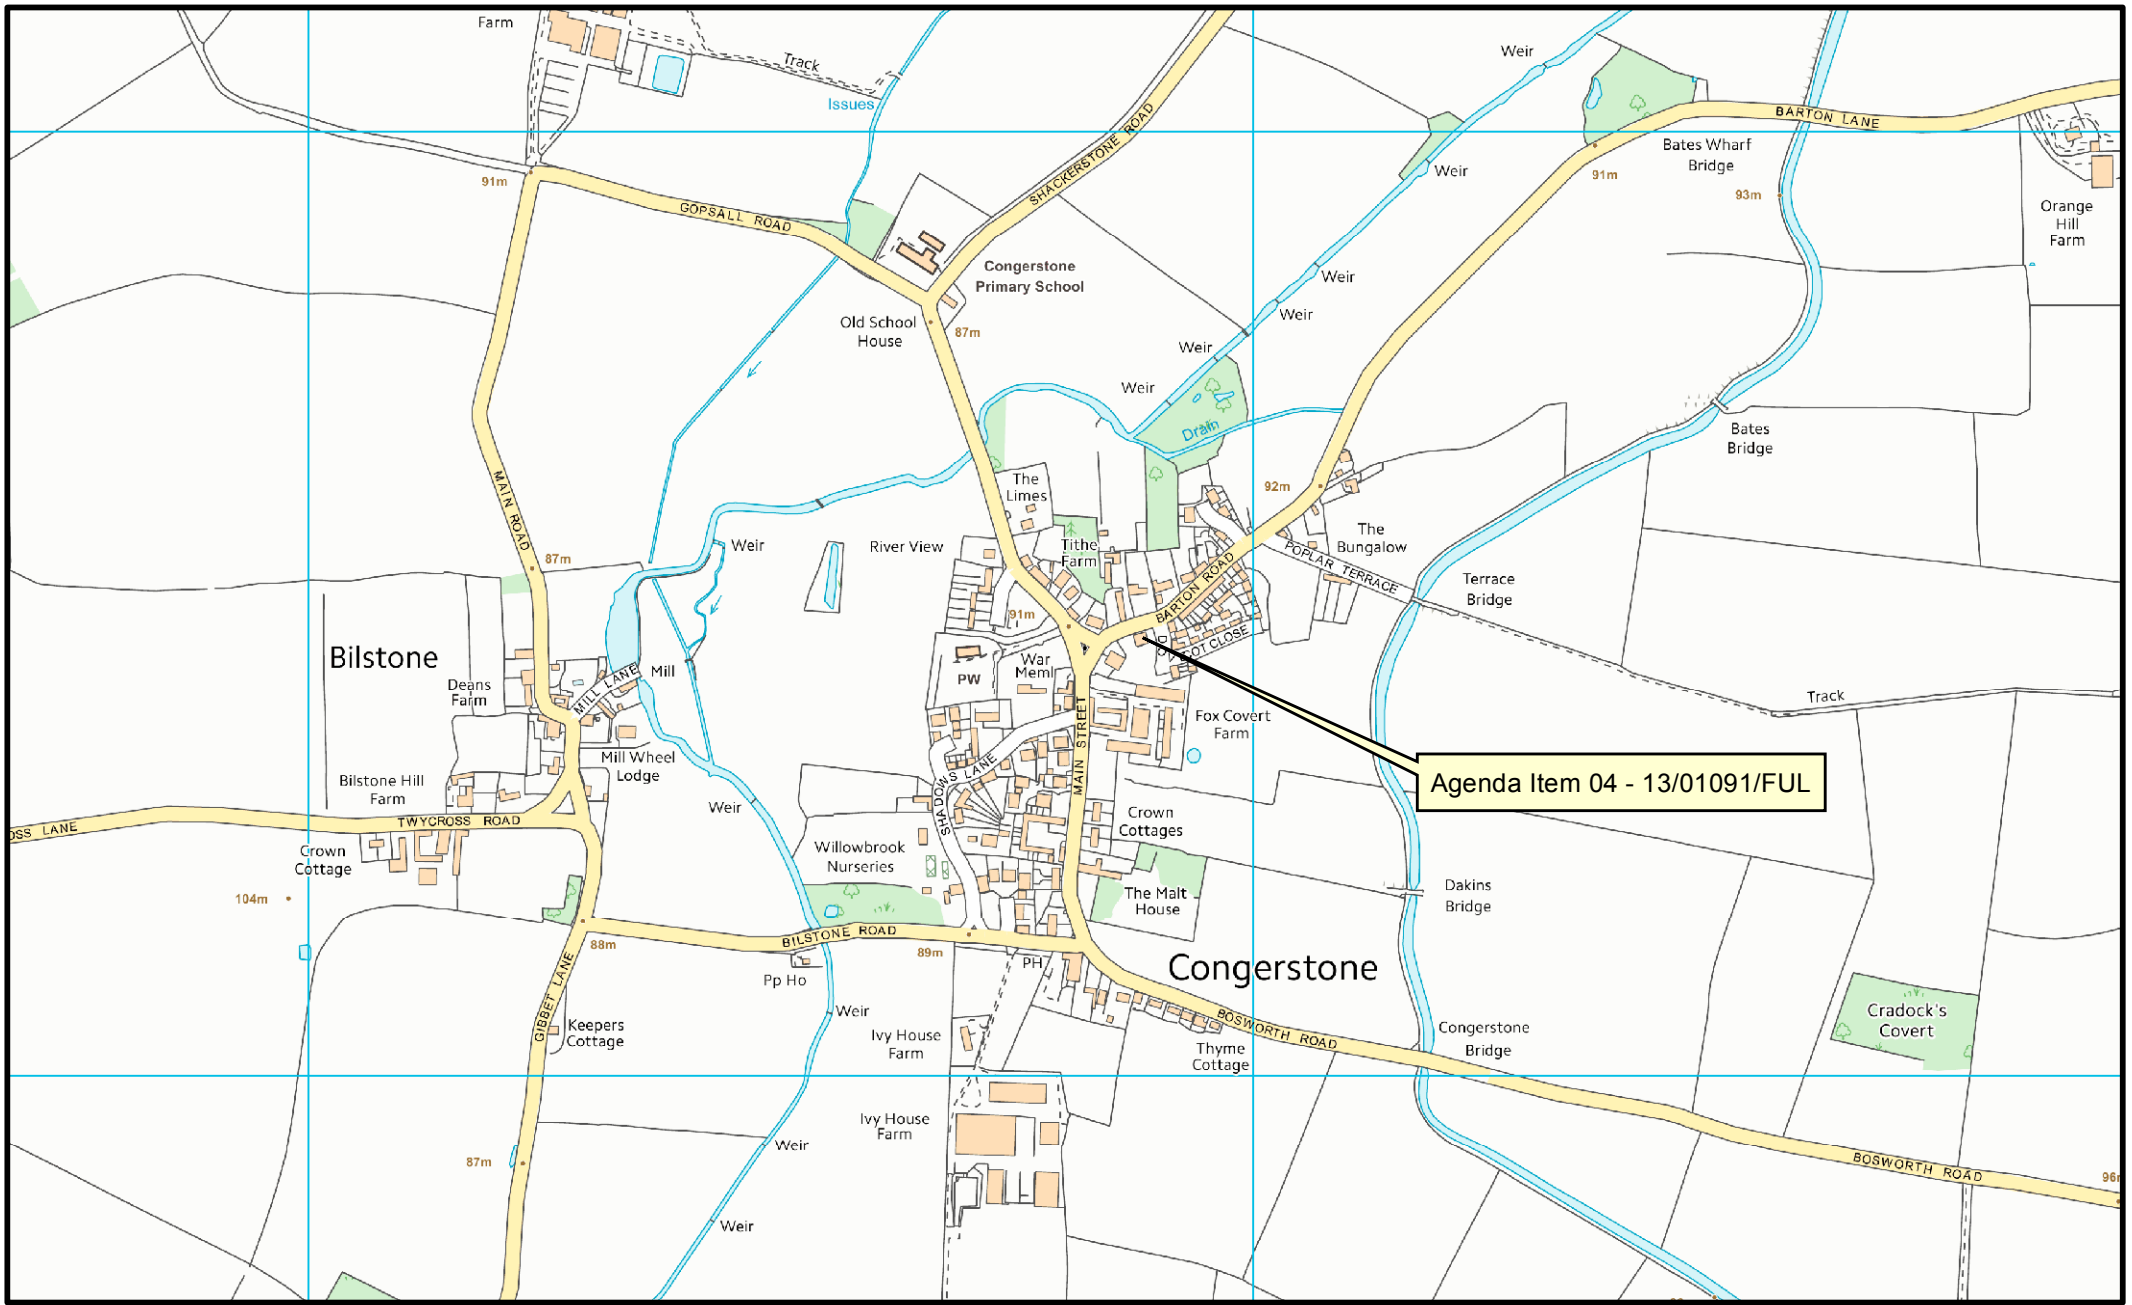 Farm
Track
Issues
Weir
SHACKERSTONE ROAD
BARTON LANE
Bates Wharf
Bridge
91m
93m
Weir
Orange
Hill
Farm
91m
GOPSALL ROAD
Congerstone
Primary School
Old School
House
87m
Weir
Weir
Weir
Weir
Drain
Bates
Bridge
MAIN ROAD
The
Limes
92m
The
Bungalow
River View
Tithe
Farm
Weir
87m
POPLAR TERRACE
BARTON ROAD
Terrace
Bridge
91m
CLOSE
Bilstone
Deans
Farm
MILL LANE
Mill
War
Meml
PW
Track
Fox Covert
Farm
MAIN STREET
Mill Wheel
Lodge
SHADOWS LANE
Agenda Item 04 - 13/01091/FUL
Bilstone Hill
Farm
Weir
Crown
Cottages
OSS LANE
TWYCROSS ROAD
Crown
Cottage
Willowbrook
Nurseries
104m
The Malt
House
Dakins
Bridge
BILSTONE ROAD
88m
89m
PH
Pp Ho
Congerstone
GIBBET LANE
Keepers
Cottage
Weir
Ivy House
Farm
BOSWORTH ROAD
Thyme
Cottage
Congerstone
Bridge
Cradock's
Covert
Ivy House
Farm
Weir
87m
BOSWORTH ROAD
96m
Weir